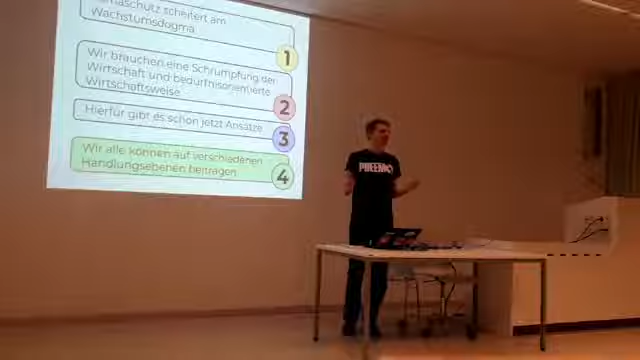 maschutz scheitert am
Wachstumsdogma
1
Wir brauchen eine Schrumpfung der
Wirtschaft und bedürfnisorientierte
Wirtschaftsweise
2
Hierfür gibt es schon jetzt Ansätze
3
Wir alle können auf verschiedenen
Handlungsebenen beitragen
4